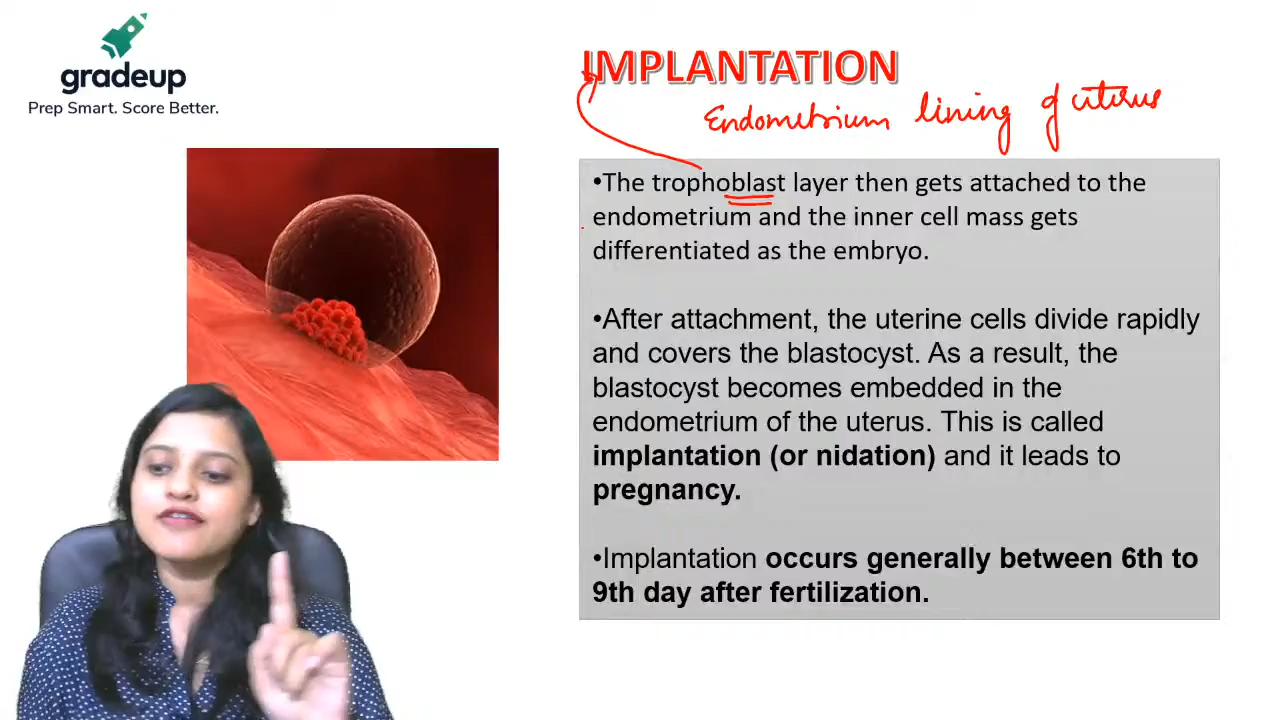 gradeup
Prep Smart. Score Better.
IMPLANTATION
Endometrium lining of uterus
•The trophoblast layer then gets attached to the
endometrium and the inner cell mass gets
differentiated as the embryo.
•After attachment, the uterine cells divide rapidly
and covers the blastocyst. As a result, the
blastocyst becomes embedded in the
endometrium of the uterus. This is called
implantation (or nidation) and it leads to
pregnancy.
•Implantation occurs generally between 6th to
9th day after fertilization.